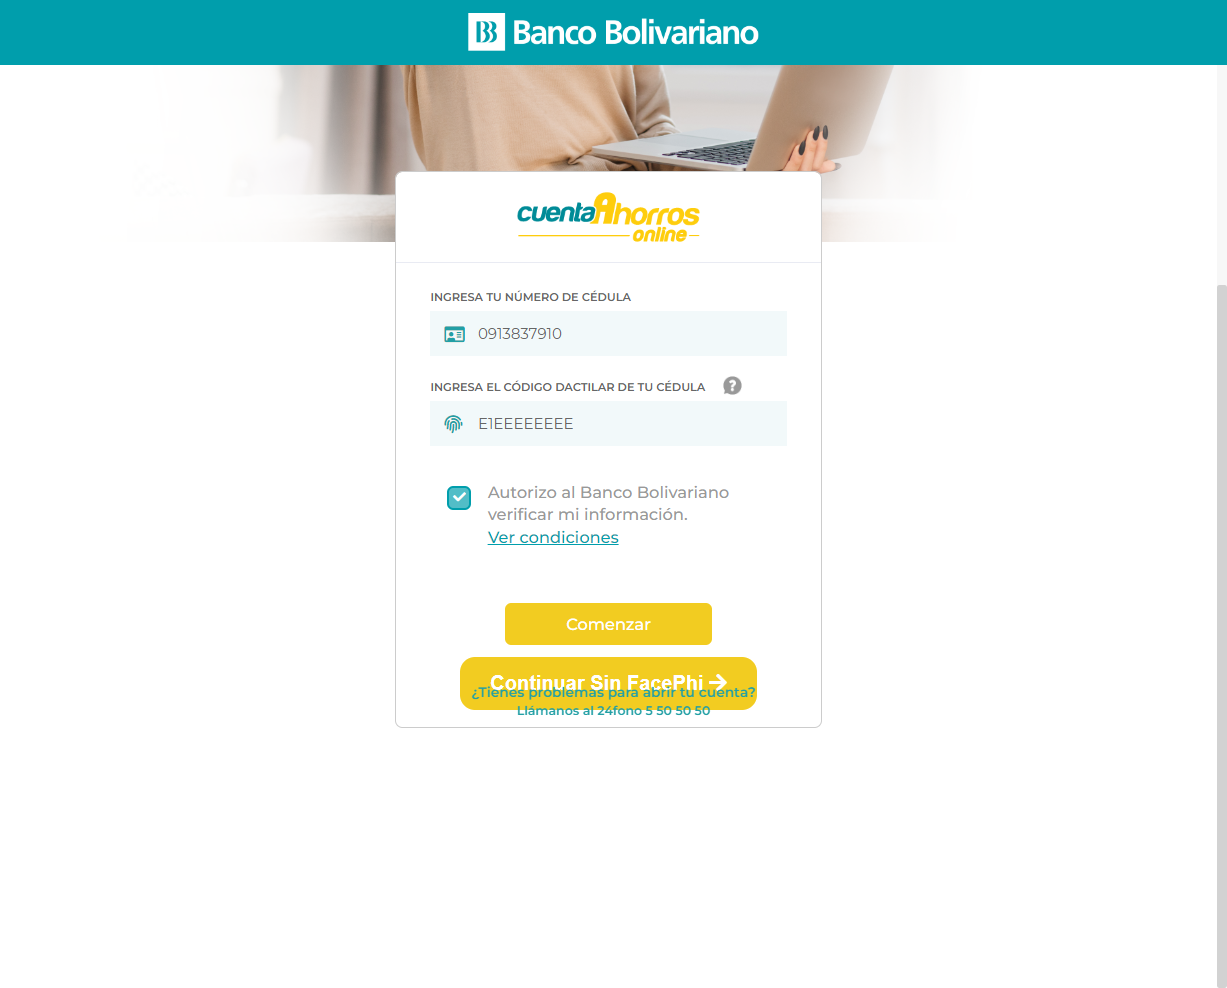 Banco Bolivariano
cuentaAhorros
online
INGRESA TU NÚMERO DE CÉDULA
0913837910
INGRESA EL CÓDIGO DACTILAR DE TU CÉDULA ?
E1EEEEEEEE
Autorizo al Banco Bolivariano
verificar mi información.
Ver condiciones
Comenzar
Continuar Sin FacePhi →
¿Tienes problemas para abrir tu cuenta?
Llámanos al 24fono 5 50 50 50